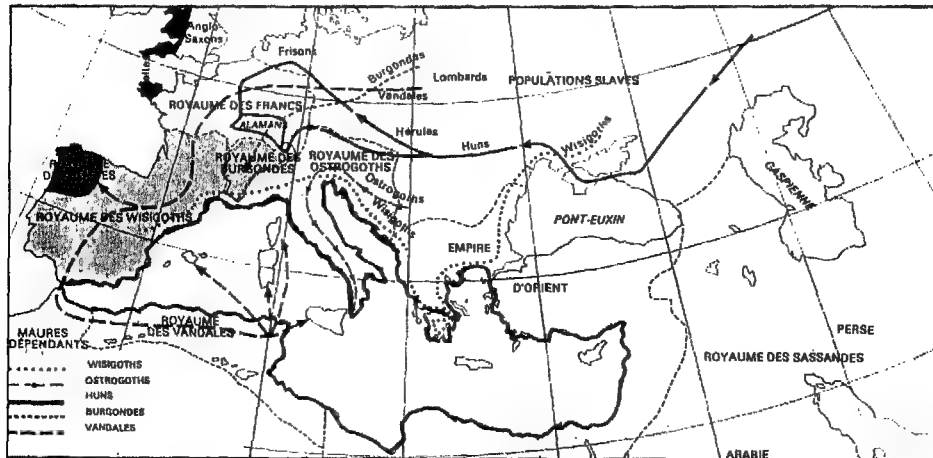 Anglo
Saxons
Frisons
Burgondes
Lombards
Vandales
POPULATIONS SLAVES
ROYAUME DES FRANCS
ALAMANS
Hérules
Huns
Wisigoths
ROYAUME DES
BURGONDES
ROYAUME DES
OSTROGOTHS
Ostrogoths
Wisigoths
ROYAUME DES WISIGOTHS
PONT-EUXIN
CASPIENNE
EMPIRE
D'ORIENT
ROYAUME
DES VANDALES
MAURES
DÉPENDANTS
PERSE
ROYAUME DES SASSANDES
ARABIE
WISIGOTHS
OSTROGOTHS
HUNS
BURGONDES
VANDALES